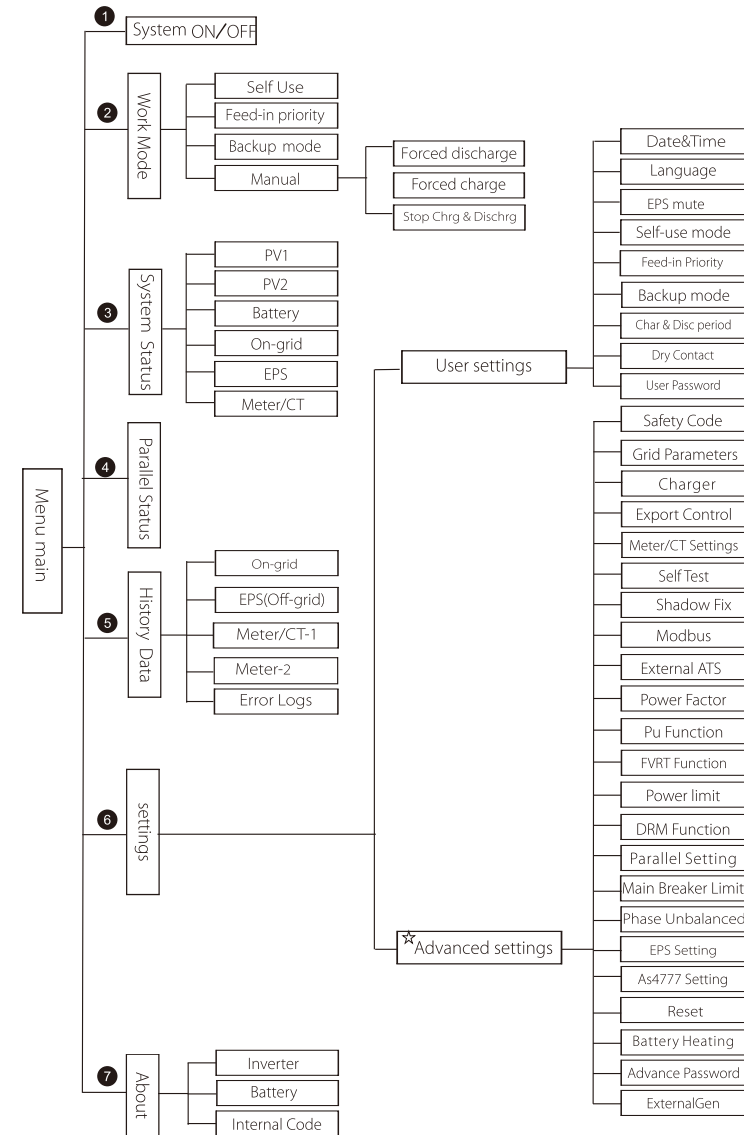 Menu main
1
System ON/OFF
2
Work Mode
Self Use
Feed-in priority
Backup mode
Manual
Forced discharge
Forced charge
Stop Chrg & Dischrg
3
System Status
PV1
PV2
Battery
On-grid
EPS
Meter/CT
4
Parallel Status
5
History Data
On-grid
EPS(Off-grid)
Meter/CT-1
Meter-2
Error Logs
6
settings
User settings
Date&Time
Language
EPS mute
Self-use mode
Feed-in Priority
Backup mode
Char & Disc period
Dry Contact
User Password
☆Advanced settings
Safety Code
Grid Parameters
Charger
Export Control
Meter/CT Settings
Self Test
Shadow Fix
Modbus
External ATS
Power Factor
Pu Function
FVRT Function
Power limit
DRM Function
Parallel Setting
Main Breaker Limit
Phase Unbalanced
EPS Setting
As4777 Setting
Reset
Battery Heating
Advance Password
ExternalGen
7
About
Inverter
Battery
Internal Code